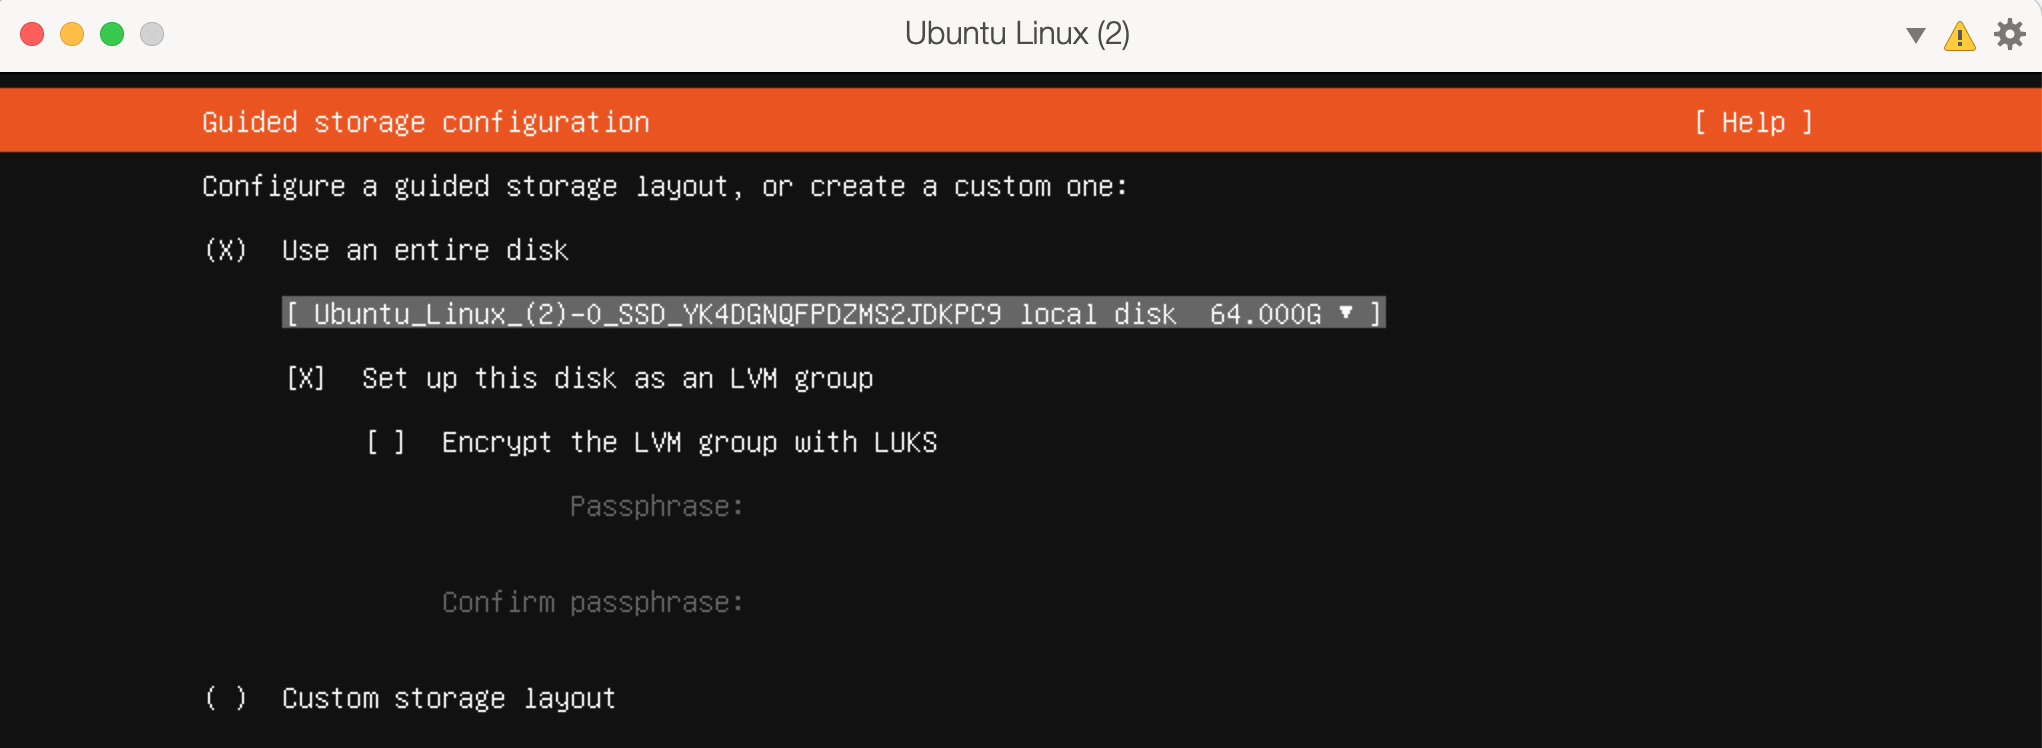 Ubuntu Linux (2)
Guided storage configuration [ Help ]
Configure a guided storage layout, or create a custom one:
(X) Use an entire disk
[ Ubuntu_Linux_(2)-0_SSD_YK4DGNQFPDZMS2JDKPC9 local disk 64.000G ▾ ]
[X] Set up this disk as an LVM group
[ ] Encrypt the LVM group with LUKS
Passphrase:
Confirm passphrase:
( ) Custom storage layout